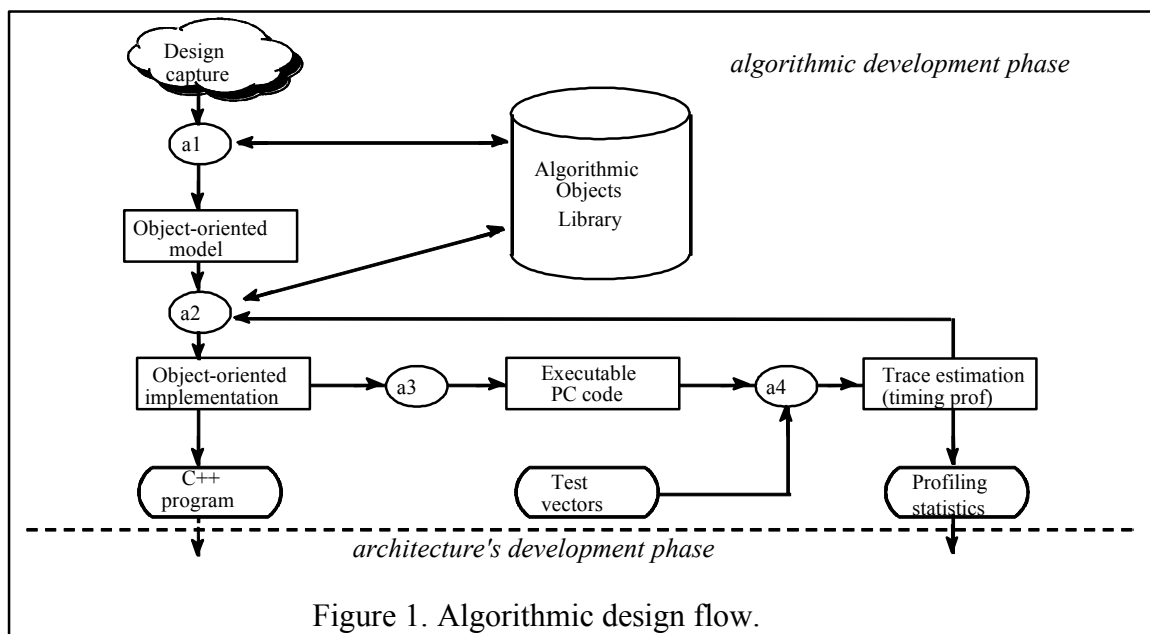 Design
capture
algorithmic development phase
a1
Algorithmic
Objects
Library
Object-oriented
model
a2
Object-oriented
implementation
a3
Executable
PC code
a4
Trace estimation
(timing prof)
C++
program
Test
vectors
Profiling
statistics
architecture's development phase
Figure 1. Algorithmic design flow.